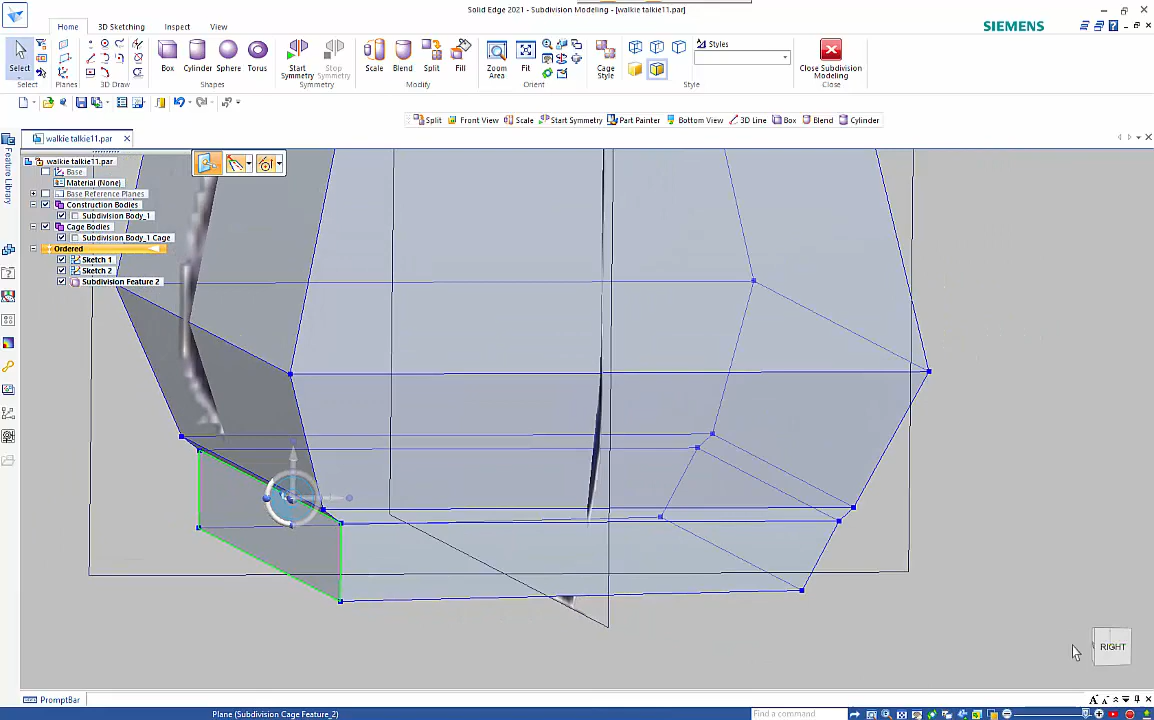 Solid Edge 2021 - Subdivision Modeling - [walkie talkie11.par]
Home 3D Sketching Inspect View
SIEMENS
Select Box Cylinder Sphere Torus Start Symmetry Stop Symmetry Scale Blend Split Fill Zoom Area Fit Cage Style Styles Close Subdivision Modeling
Select Planes 3D Draw Shapes Symmetry Modify Orient Style Close
Split Front View Scale Start Symmetry Part Painter Bottom View 3D Line Box Blend Cylinder
walkie talkie11.par
Feature Library
walkie talkie11.par
Base
Material (None)
Base Reference Planes
Construction Bodies
Subdivision Body_1
Cage Bodies
Subdivision Body_1 Cage
Ordered
Sketch 1
Sketch 2
Subdivision Feature 2
RIGHT
PromptBar
Plane (Subdivision Cage Feature_2)
Find a command